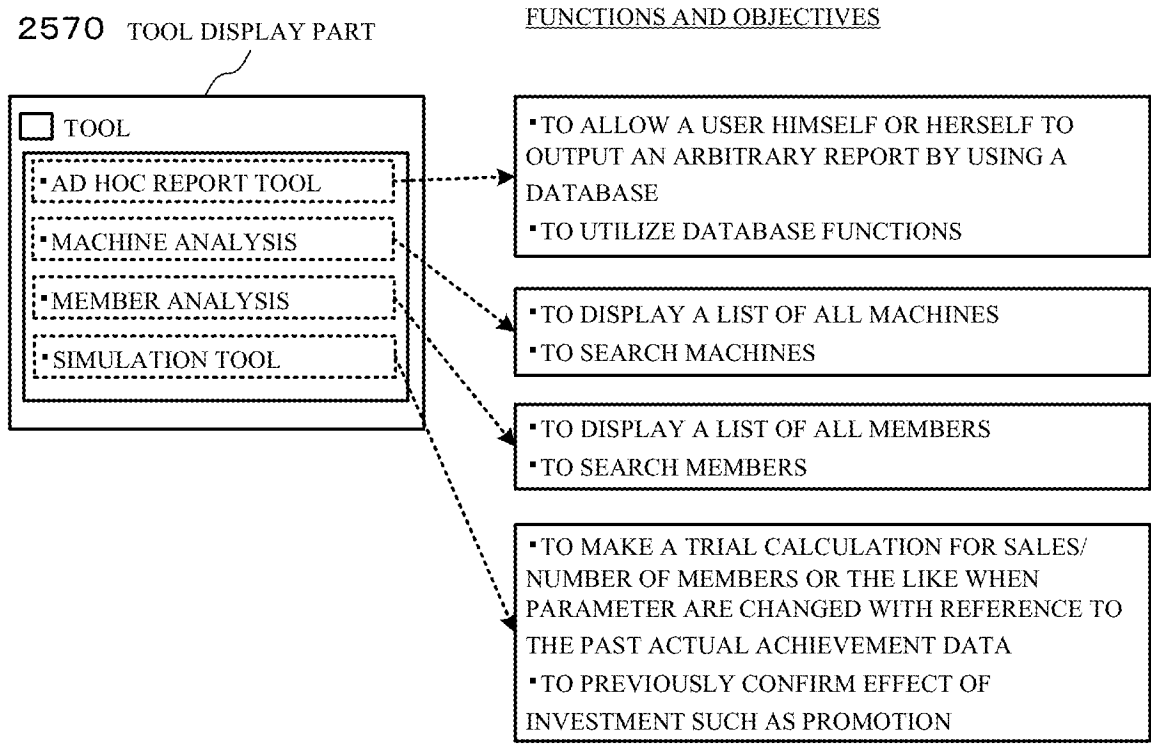 2570 TOOL DISPLAY PART
FUNCTIONS AND OBJECTIVES
TOOL
▪AD HOC REPORT TOOL
▪MACHINE ANALYSIS
▪MEMBER ANALYSIS
▪SIMULATION TOOL
▪TO ALLOW A USER HIMSELF OR HERSELF TO
OUTPUT AN ARBITRARY REPORT BY USING A
DATABASE
▪TO UTILIZE DATABASE FUNCTIONS
▪TO DISPLAY A LIST OF ALL MACHINES
▪TO SEARCH MACHINES
▪TO DISPLAY A LIST OF ALL MEMBERS
▪TO SEARCH MEMBERS
▪TO MAKE A TRIAL CALCULATION FOR SALES/
NUMBER OF MEMBERS OR THE LIKE WHEN
PARAMETER ARE CHANGED WITH REFERENCE TO
THE PAST ACTUAL ACHIEVEMENT DATA
▪TO PREVIOUSLY CONFIRM EFFECT OF
INVESTMENT SUCH AS PROMOTION